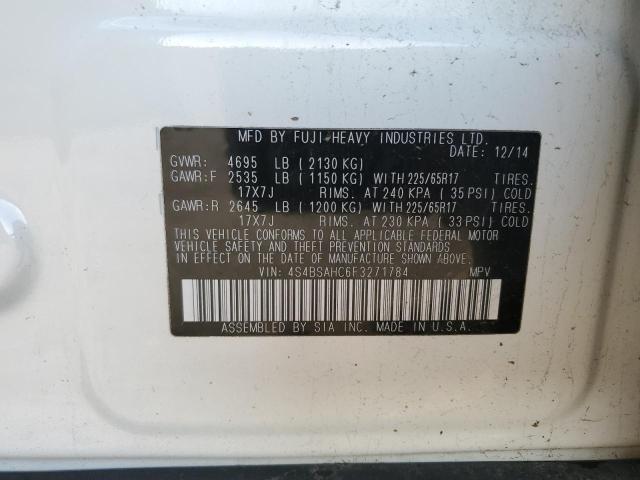 MFD BY FUJI HEAVY INDUSTRIES LTD.
DATE: 12/14
GVWR: 4695 LB ( 2130 KG)
GAWR:F 2535 LB ( 1150 KG) WITH 225/65R17 TIRES.
17X7J RIMS. AT 240 KPA ( 35 PSI) COLD
GAWR:R 2645 LB ( 1200 KG) WITH 225/65R17 TIRES.
17X7J RIMS. AT 230 KPA ( 33 PSI) COLD
THIS VEHICLE CONFORMS TO ALL APPLICABLE FEDERAL MOTOR
VEHICLE SAFETY AND THEFT PREVENTION STANDARDS
IN EFFECT ON THE DATE OF MANUFACTURE SHOWN ABOVE.
VIN: 4S4BSAHC6F3271784 MPV
ASSEMBLED BY SIA INC. MADE IN U.S.A.